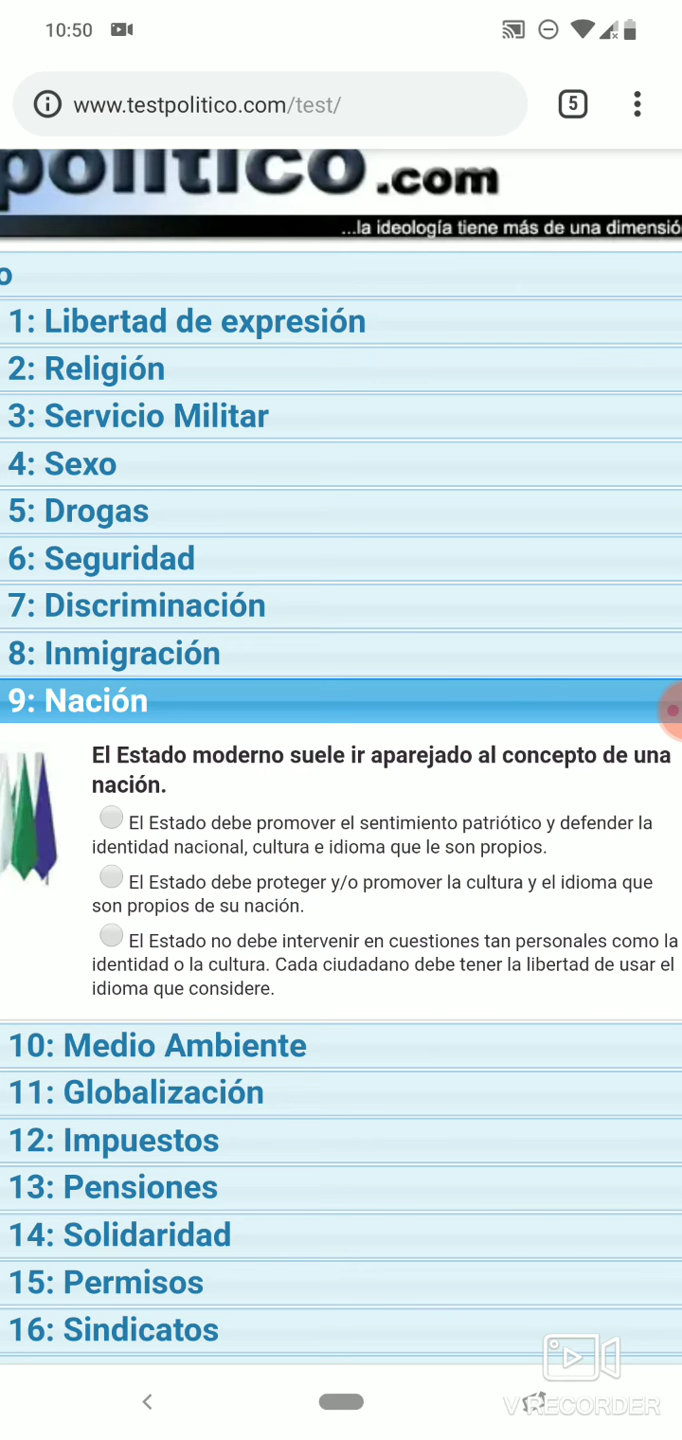 10:50
www.testpolitico.com/test/
5
politico.com
...la ideología tiene más de una dimensió
o
1: Libertad de expresión
2: Religión
3: Servicio Militar
4: Sexo
5: Drogas
6: Seguridad
7: Discriminación
8: Inmigración
9: Nación
El Estado moderno suele ir aparejado al concepto de una
nación.
El Estado debe promover el sentimiento patriótico y defender la
identidad nacional, cultura e idioma que le son propios.
El Estado debe proteger y/o promover la cultura y el idioma que
son propios de su nación.
El Estado no debe intervenir en cuestiones tan personales como la
identidad o la cultura. Cada ciudadano debe tener la libertad de usar el
idioma que considere.
10: Medio Ambiente
11: Globalización
12: Impuestos
13: Pensiones
14: Solidaridad
15: Permisos
16: Sindicatos
V RECORDER